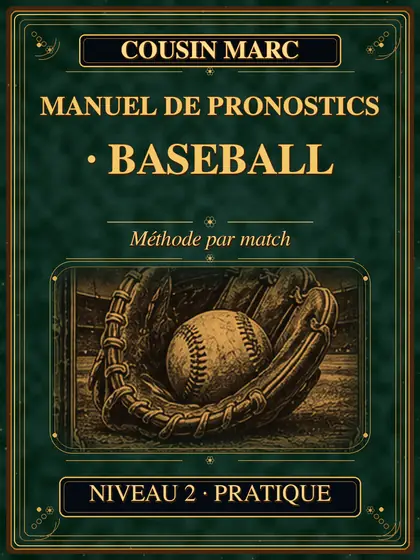 COUSIN MARC
MANUEL DE PRONOSTICS
· BASEBALL
Méthode par match
NIVEAU 2 · PRATIQUE